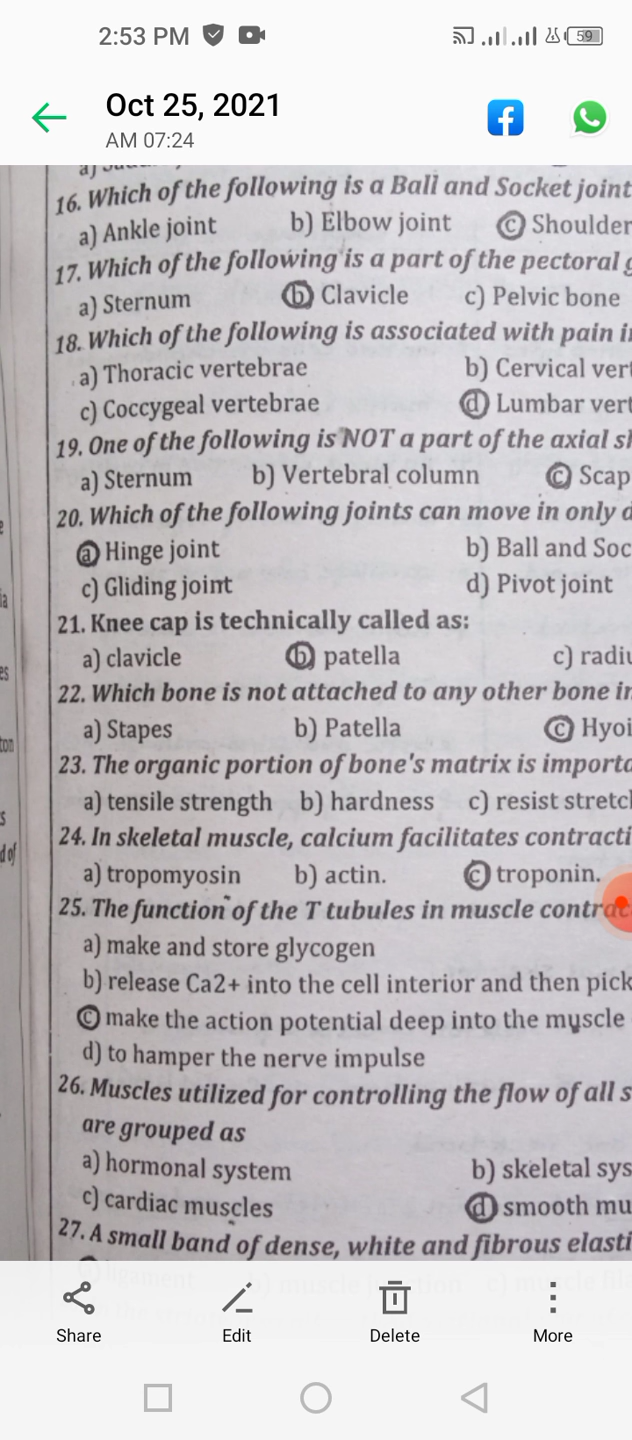 2:53 PM
59
Oct 25, 2021
AM 07:24
16. Which of the following is a Ball and Socket joint
a) Ankle joint b) Elbow joint c) Shoulder
17. Which of the following is a part of the pectoral g
a) Sternum b) Clavicle c) Pelvic bone
18. Which of the following is associated with pain i
a) Thoracic vertebrae b) Cervical vert
c) Coccygeal vertebrae d) Lumbar vert
19. One of the following is NOT a part of the axial s
a) Sternum b) Vertebral column c) Scap
20. Which of the following joints can move in only d
a) Hinge joint b) Ball and Soc
c) Gliding joint d) Pivot joint
21. Knee cap is technically called as:
a) clavicle b) patella c) radiu
22. Which bone is not attached to any other bone in
a) Stapes b) Patella c) Hyoi
23. The organic portion of bone's matrix is importa
a) tensile strength b) hardness c) resist stretch
24. In skeletal muscle, calcium facilitates contracti
a) tropomyosin b) actin. c) troponin.
25. The function of the T tubules in muscle contrac
a) make and store glycogen
b) release Ca2+ into the cell interior and then pick
c) make the action potential deep into the muscle
d) to hamper the nerve impulse
26. Muscles utilized for controlling the flow of all s
are grouped as
a) hormonal system b) skeletal sys
c) cardiac muscles d) smooth mu
27. A small band of dense, white and fibrous elasti
Share Edit Delete More